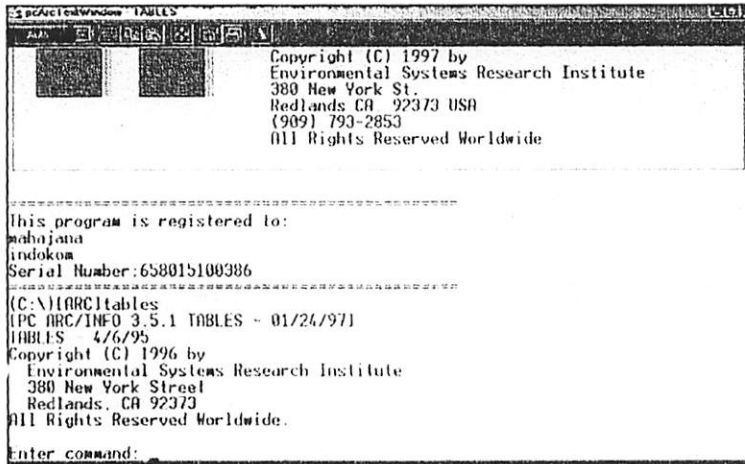 pcArcTextWindow - TABLES
Auto
Copyright (C) 1997 by
Environmental Systems Research Institute
380 New York St.
Redlands CA 92373 USA
(909) 793-2853
All Rights Reserved Worldwide
================================================
This program is registered to:
mahajana
indokom
Serial Number:658015100386
================================================
(C:\)[ARC]tables
[PC ARC/INFO 3.5.1 TABLES - 01/24/97]
TABLES - 4/6/95
Copyright (C) 1996 by
Environmental Systems Research Institute
380 New York Street
Redlands, CA 92373
All Rights Reserved Worldwide.
Enter command: _